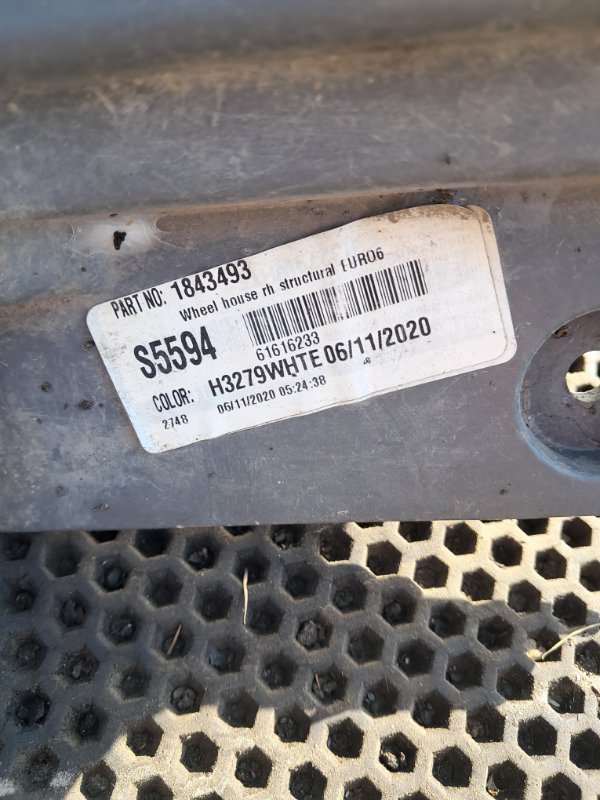 PART NO: 1843493
Wheel house rh structural EURO6
S5594
61616233
COLOR: H3279WHTE 06/11/2020
2748 06/11/2020 05:24:38